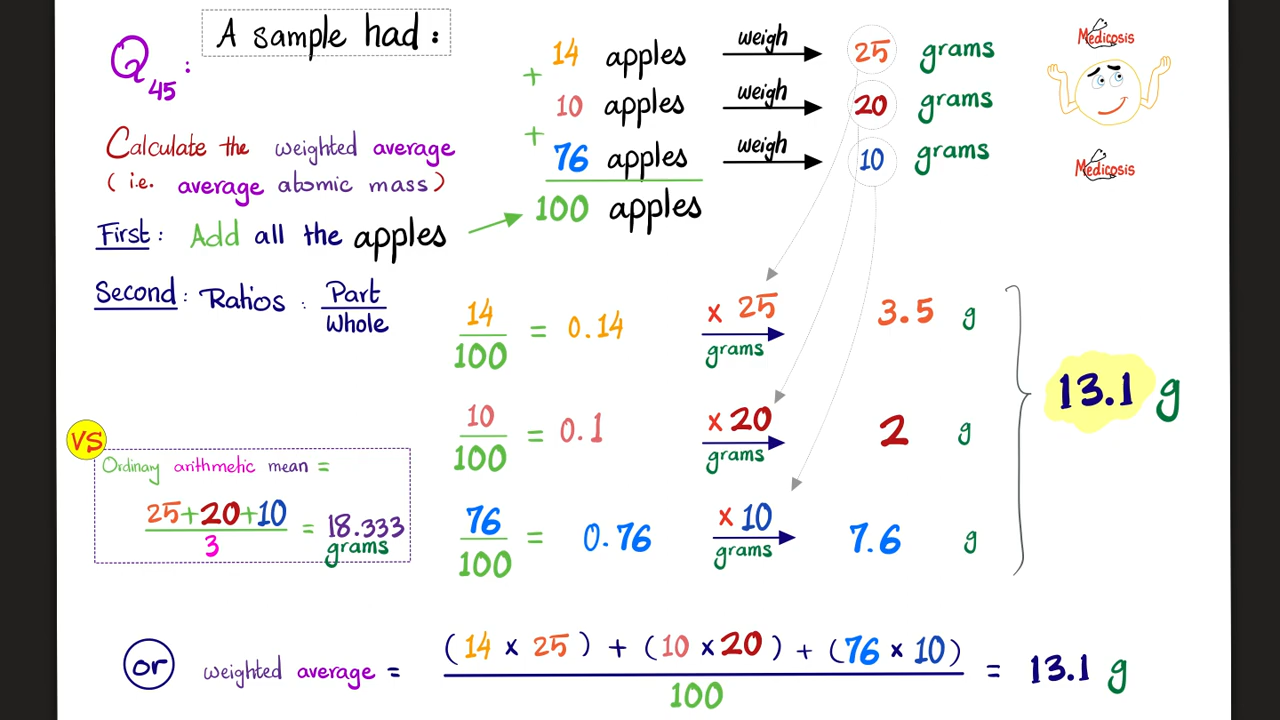 Q45:
A sample had:
14 apples weigh 25 grams
+
10 apples weigh 20 grams
+
76 apples weigh 10 grams
100 apples
Medicosis
Medicosis
Calculate the weighted average
(i.e. average atomic mass)
First: Add all the apples
Second: Ratios: Part
Whole
14
100
= 0.14
x 25
grams
3.5 g
10
100
= 0.1
x 20
grams
2 g
76
100
= 0.76
x 10
grams
7.6 g
13.1 g
VS
Ordinary arithmetic mean =
25+20+10
3
= 18.333
grams
or
weighted average =
(14 x 25) + (10 x 20) + (76 x 10)
100
= 13.1 g